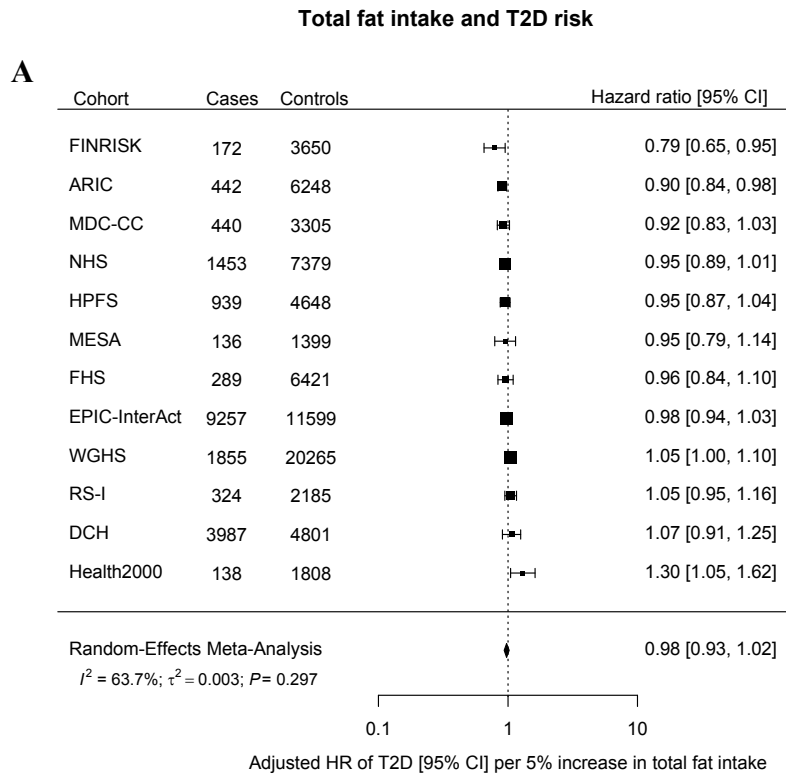 Total fat intake and T2D risk
A
Cohort Cases Controls Hazard ratio [95% CI]
FINRISK 172 3650 0.79 [0.65, 0.95]
ARIC 442 6248 0.90 [0.84, 0.98]
MDC-CC 440 3305 0.92 [0.83, 1.03]
NHS 1453 7379 0.95 [0.89, 1.01]
HPFS 939 4648 0.95 [0.87, 1.04]
MESA 136 1399 0.95 [0.79, 1.14]
FHS 289 6421 0.96 [0.84, 1.10]
EPIC-InterAct 9257 11599 0.98 [0.94, 1.03]
WGHS 1855 20265 1.05 [1.00, 1.10]
RS-I 324 2185 1.05 [0.95, 1.16]
DCH 3987 4801 1.07 [0.91, 1.25]
Health2000 138 1808 1.30 [1.05, 1.62]
Random-Effects Meta-Analysis 0.98 [0.93, 1.02]
I² = 63.7%; τ² = 0.003; P = 0.297
0.1 1 10
Adjusted HR of T2D [95% CI] per 5% increase in total fat intake